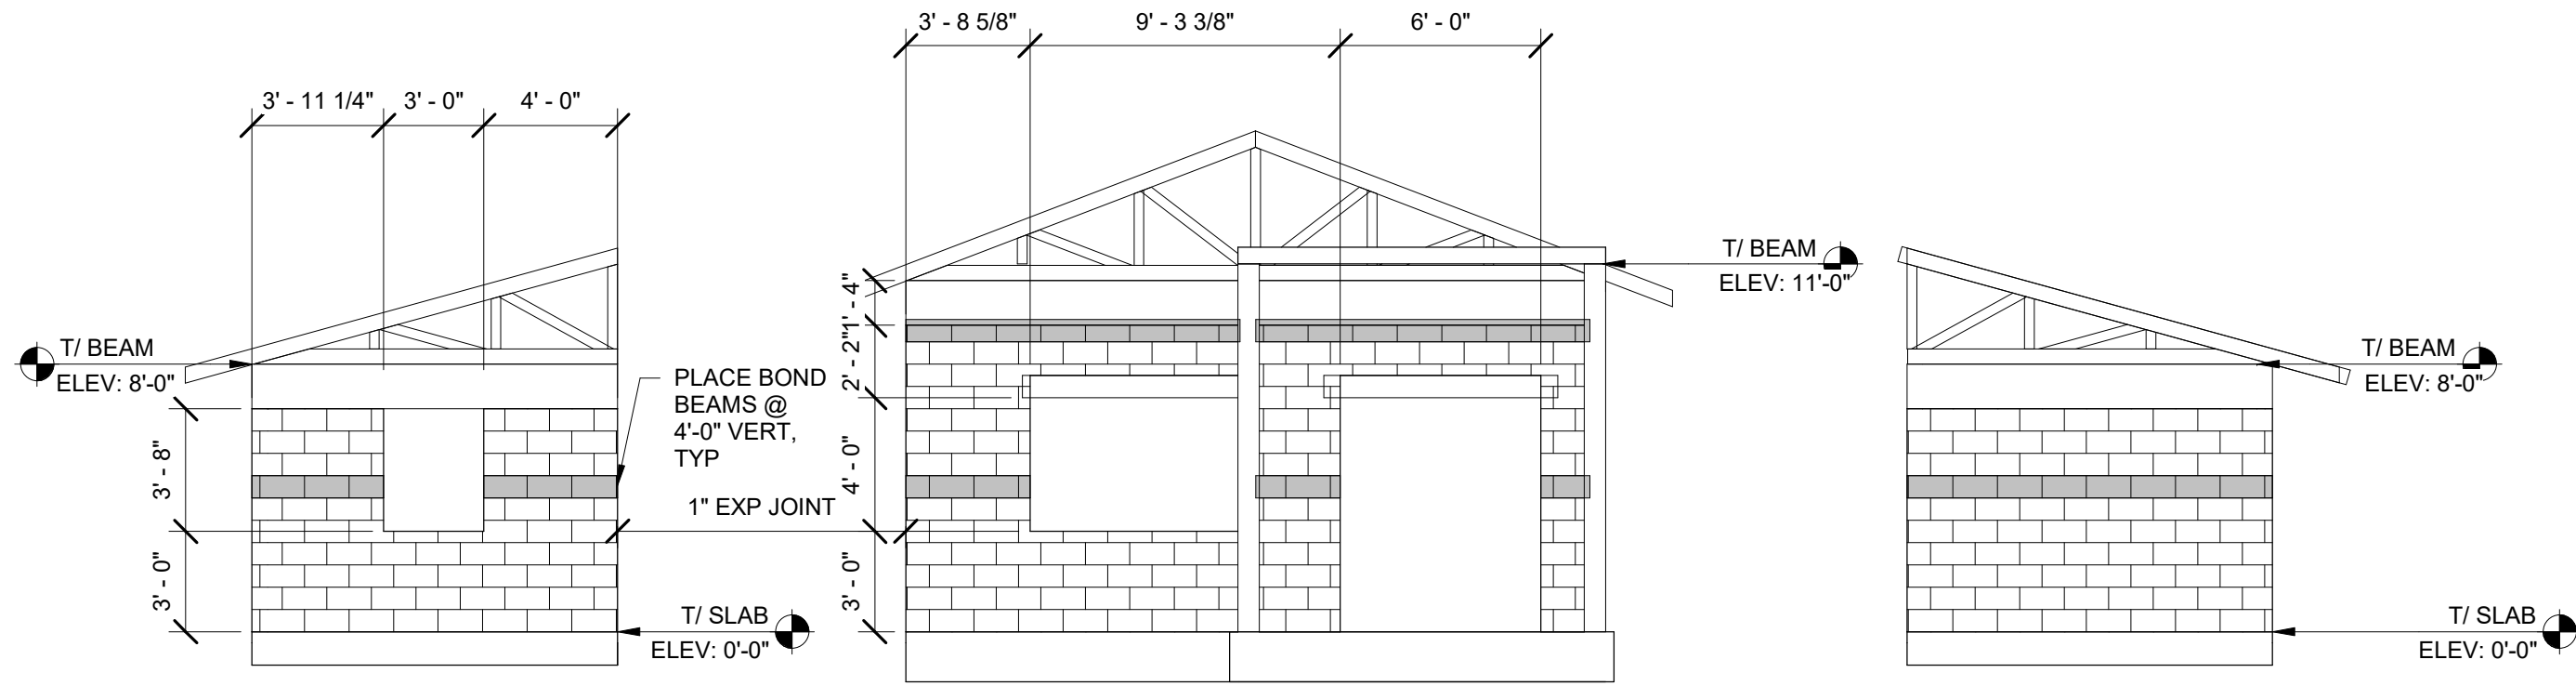 3' - 8 5/8"
9' - 3 3/8"
6' - 0"
3' - 11 1/4"
3' - 0"
4' - 0"
T/ BEAM
ELEV: 8'-0"
3' - 8"
3' - 0"
PLACE BOND
BEAMS @
4'-0" VERT,
TYP
1" EXP JOINT
T/ SLAB
ELEV: 0'-0"
1' - 4"
2' - 2"
4' - 0"
3' - 0"
T/ BEAM
ELEV: 11'-0"
T/ BEAM
ELEV: 8'-0"
T/ SLAB
ELEV: 0'-0"